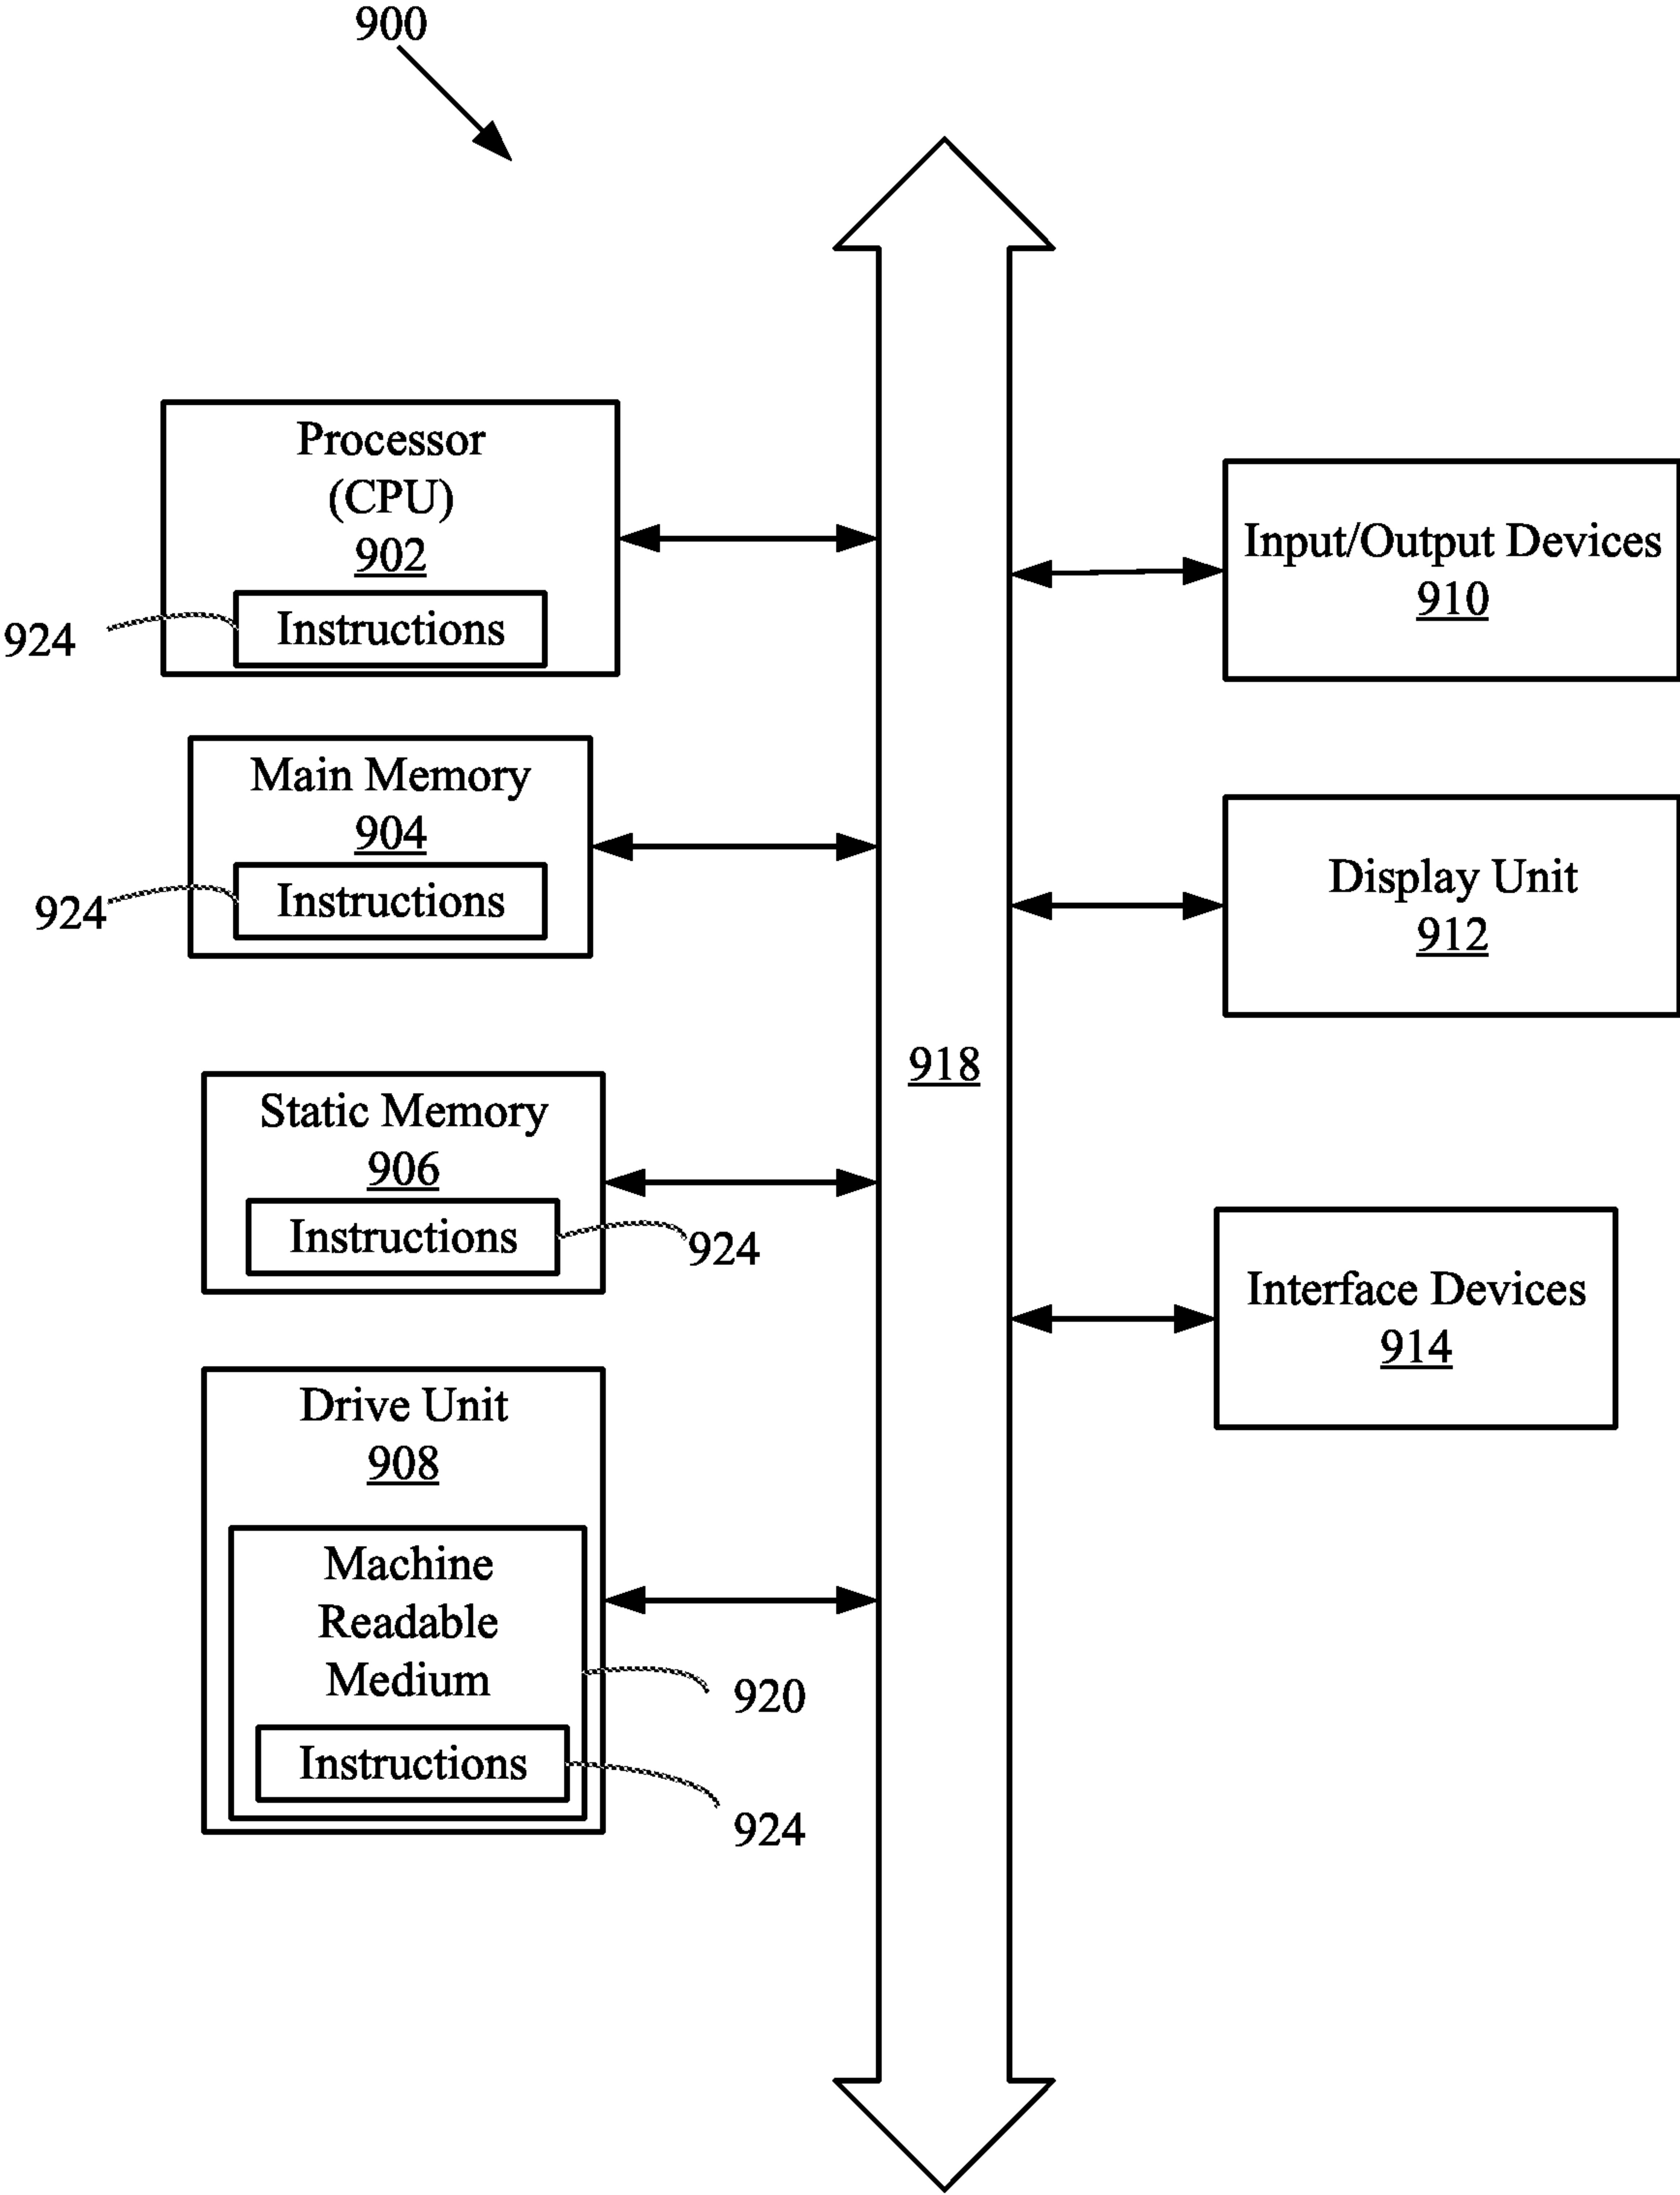 900
Processor
(CPU)
902
Instructions
924
Main Memory
904
Instructions
924
Static Memory
906
Instructions
924
Drive Unit
908
Machine
Readable
Medium
920
Instructions
924
918
Input/Output Devices
910
Display Unit
912
Interface Devices
914